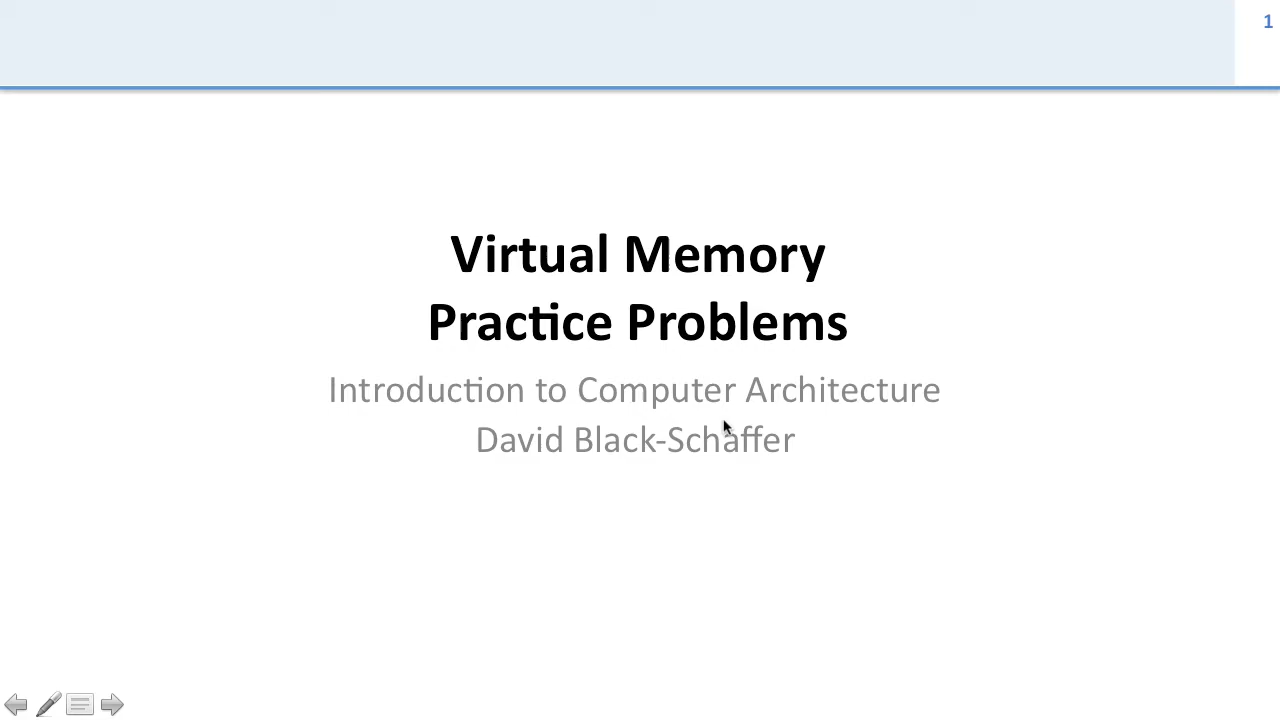 1
Virtual Memory
Practice Problems
Introduction to Computer Architecture
David Black-Schaffer